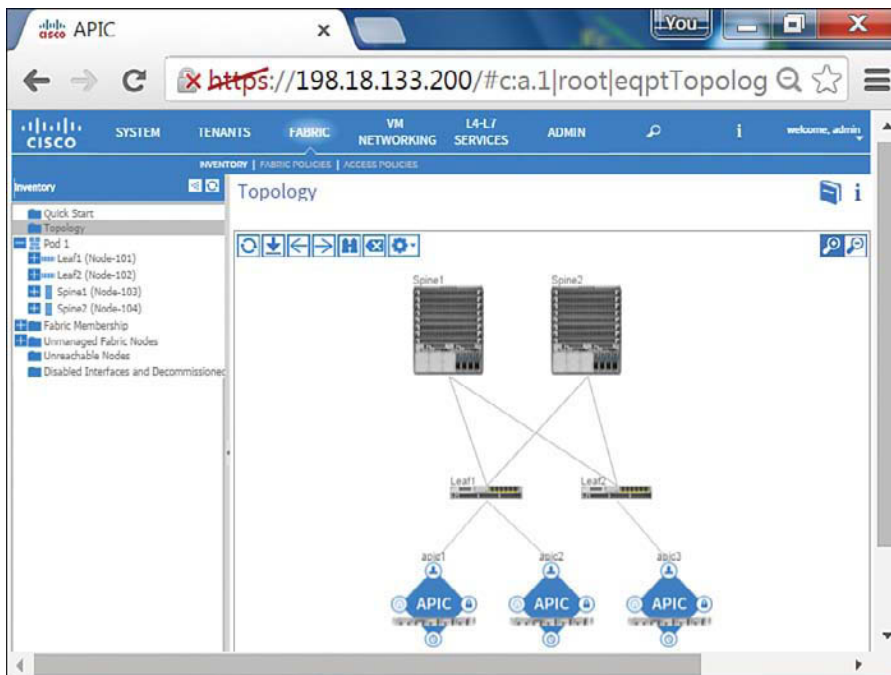 cisco APIC x
You
https://198.18.133.200/#c:a.1|root|eqptTopolog
CISCO
SYSTEM TENANTS FABRIC VM NETWORKING L4-L7 SERVICES ADMIN i welcome, admin
INVENTORY | FABRIC POLICIES | ACCESS POLICIES
Inventory
Quick Start
Topology
Pod 1
Leaf1 (Node-101)
Leaf2 (Node-102)
Spine1 (Node-103)
Spine2 (Node-104)
Fabric Membership
Unmanaged Fabric Nodes
Unreachable Nodes
Disabled Interfaces and Decommissioned
Topology i
Spine1 Spine2
Leaf1 Leaf2
apic1 apic2 apic3
APIC APIC APIC